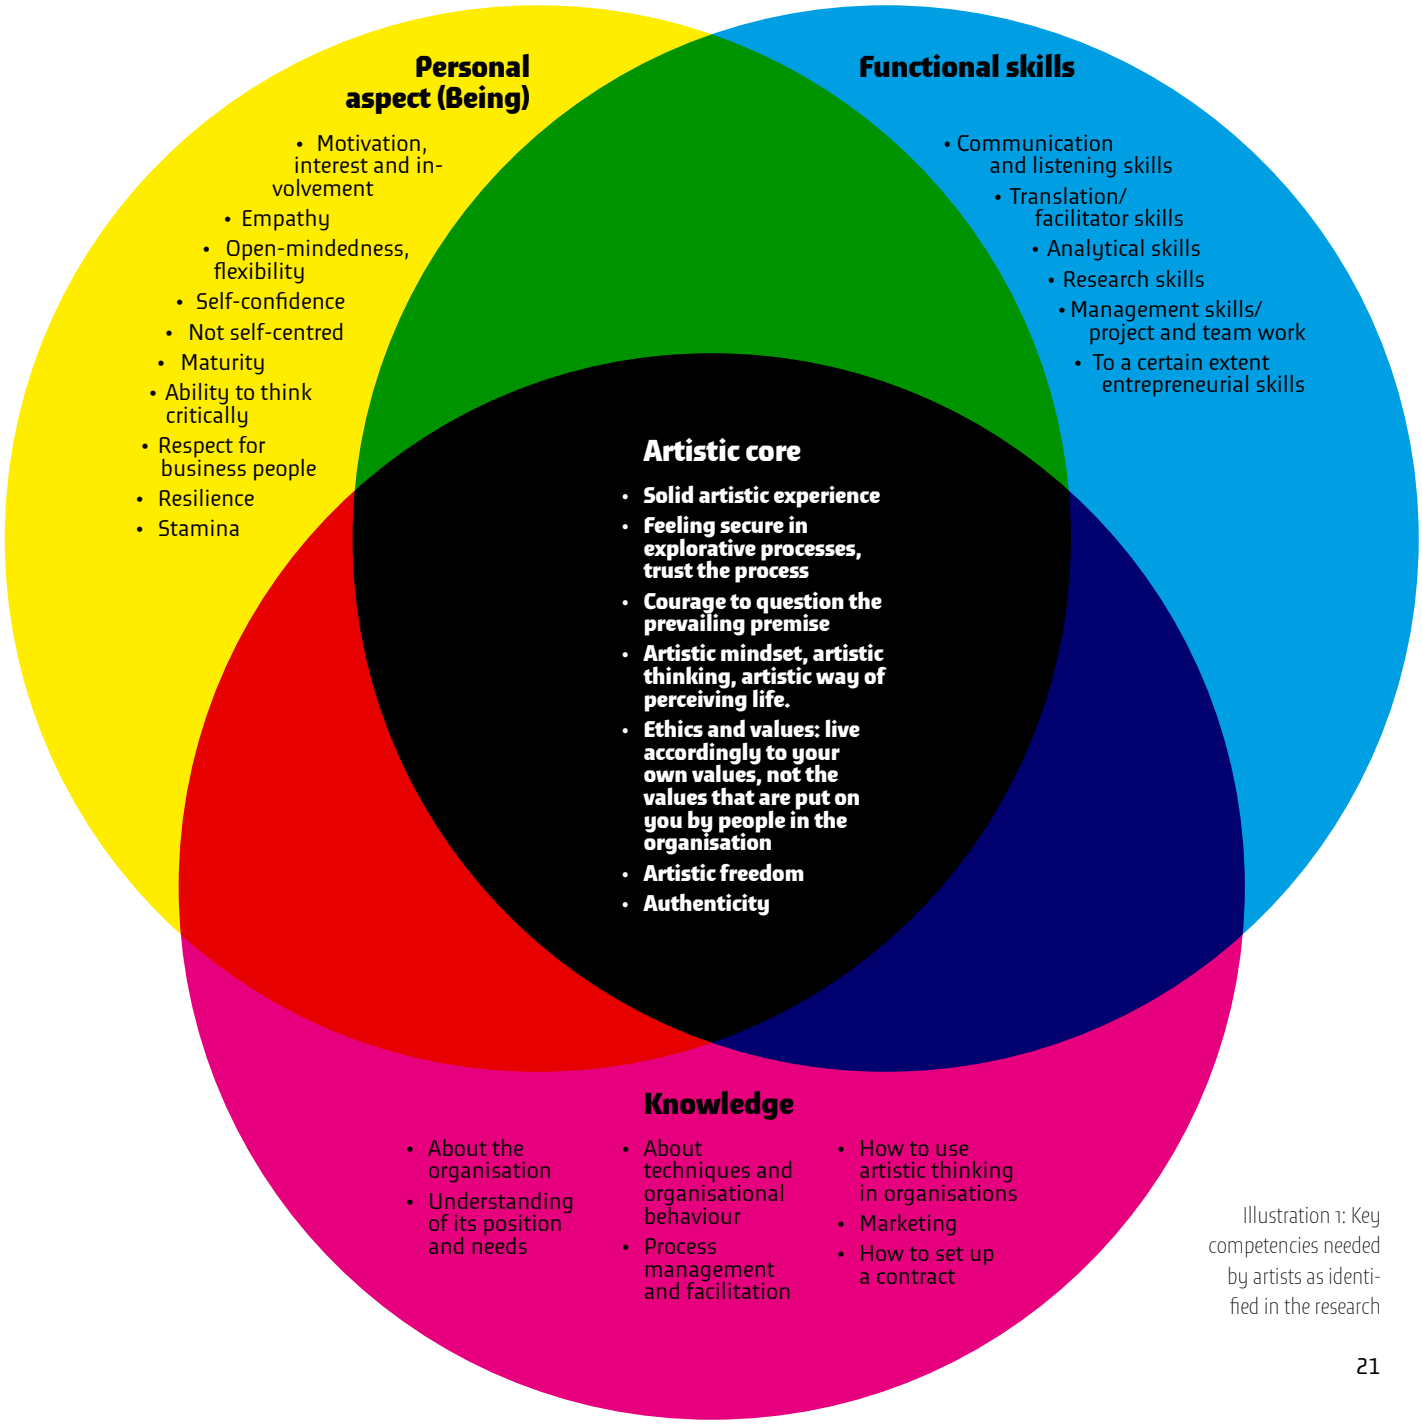 Personal
aspect (Being)
• Motivation,
interest and in-
volvement
• Empathy
• Open-mindedness,
flexibility
• Self-confidence
• Not self-centred
• Maturity
• Ability to think
critically
• Respect for
business people
• Resilience
• Stamina
Functional skills
• Communication
and listening skills
• Translation/
facilitator skills
• Analytical skills
• Research skills
• Management skills/
project and team work
• To a certain extent
entrepreneurial skills
Artistic core
• Solid artistic experience
• Feeling secure in
explorative processes,
trust the process
• Courage to question the
prevailing premise
• Artistic mindset, artistic
thinking, artistic way of
perceiving life.
• Ethics and values: live
accordingly to your
own values, not the
values that are put on
you by people in the
organisation
• Artistic freedom
• Authenticity
Knowledge
• About the
organisation
• Understanding
of its position
and needs
• About
techniques and
organisational
behaviour
• Process
management
and facilitation
• How to use
artistic thinking
in organisations
• Marketing
• How to set up
a contract
Illustration 1: Key
competencies needed
by artists as identi-
fied in the research
21